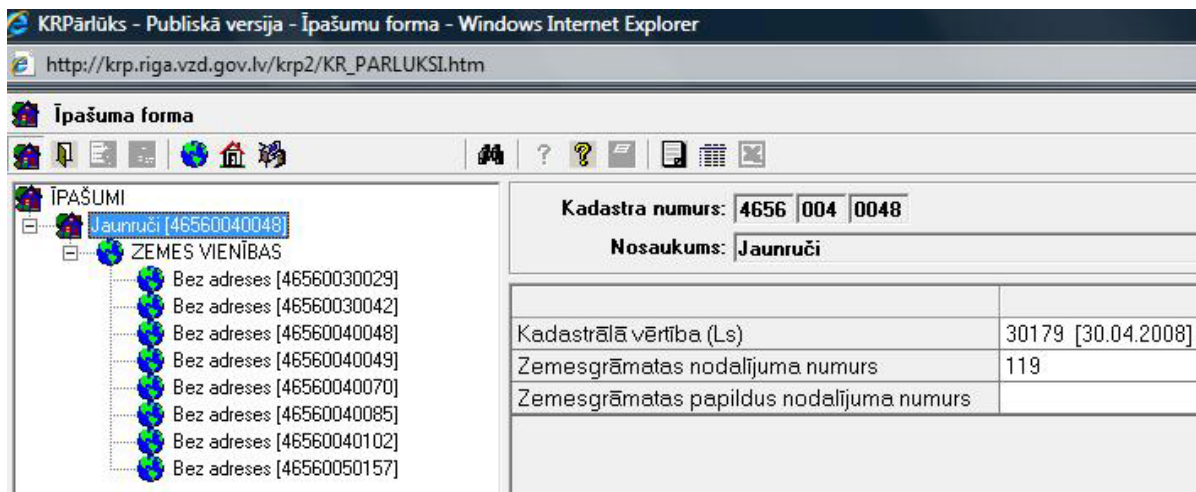 KRPārlūks - Publiskā versija - Īpašumu forma - Windows Internet Explorer
http://krp.riga.vzd.gov.lv/krp2/KR_PARLUKSI.htm
Īpašuma forma
ĪPAŠUMI
Jaunruči [46560040048]
ZEMES VIENĪBAS
Bez adreses [46560030029]
Bez adreses [46560030042]
Bez adreses [46560040048]
Bez adreses [46560040049]
Bez adreses [46560040070]
Bez adreses [46560040085]
Bez adreses [46560040102]
Bez adreses [46560050157]
Kadastra numurs: 4656 004 0048
Nosaukums: Jaunruči
Kadastrālā vērtība (Ls) 30179 [30.04.2008]
Zemesgrāmatas nodalījuma numurs 119
Zemesgrāmatas papildus nodalījuma numurs